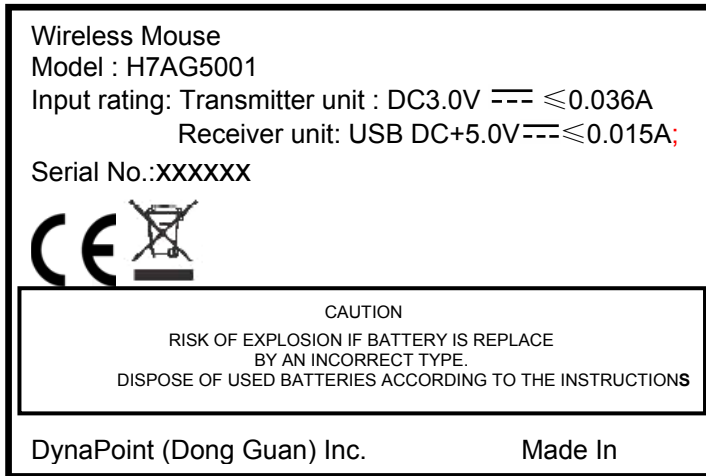 Wireless Mouse
Model : H7AG5001
Input rating: Transmitter unit : DC3.0V ⎓ ≤0.036A
Receiver unit: USB DC+5.0V⎓≤0.015A;
Serial No.:XXXXXX
CE
CAUTION
RISK OF EXPLOSION IF BATTERY IS REPLACE
BY AN INCORRECT TYPE.
DISPOSE OF USED BATTERIES ACCORDING TO THE INSTRUCTIONS
DynaPoint (Dong Guan) Inc. Made In